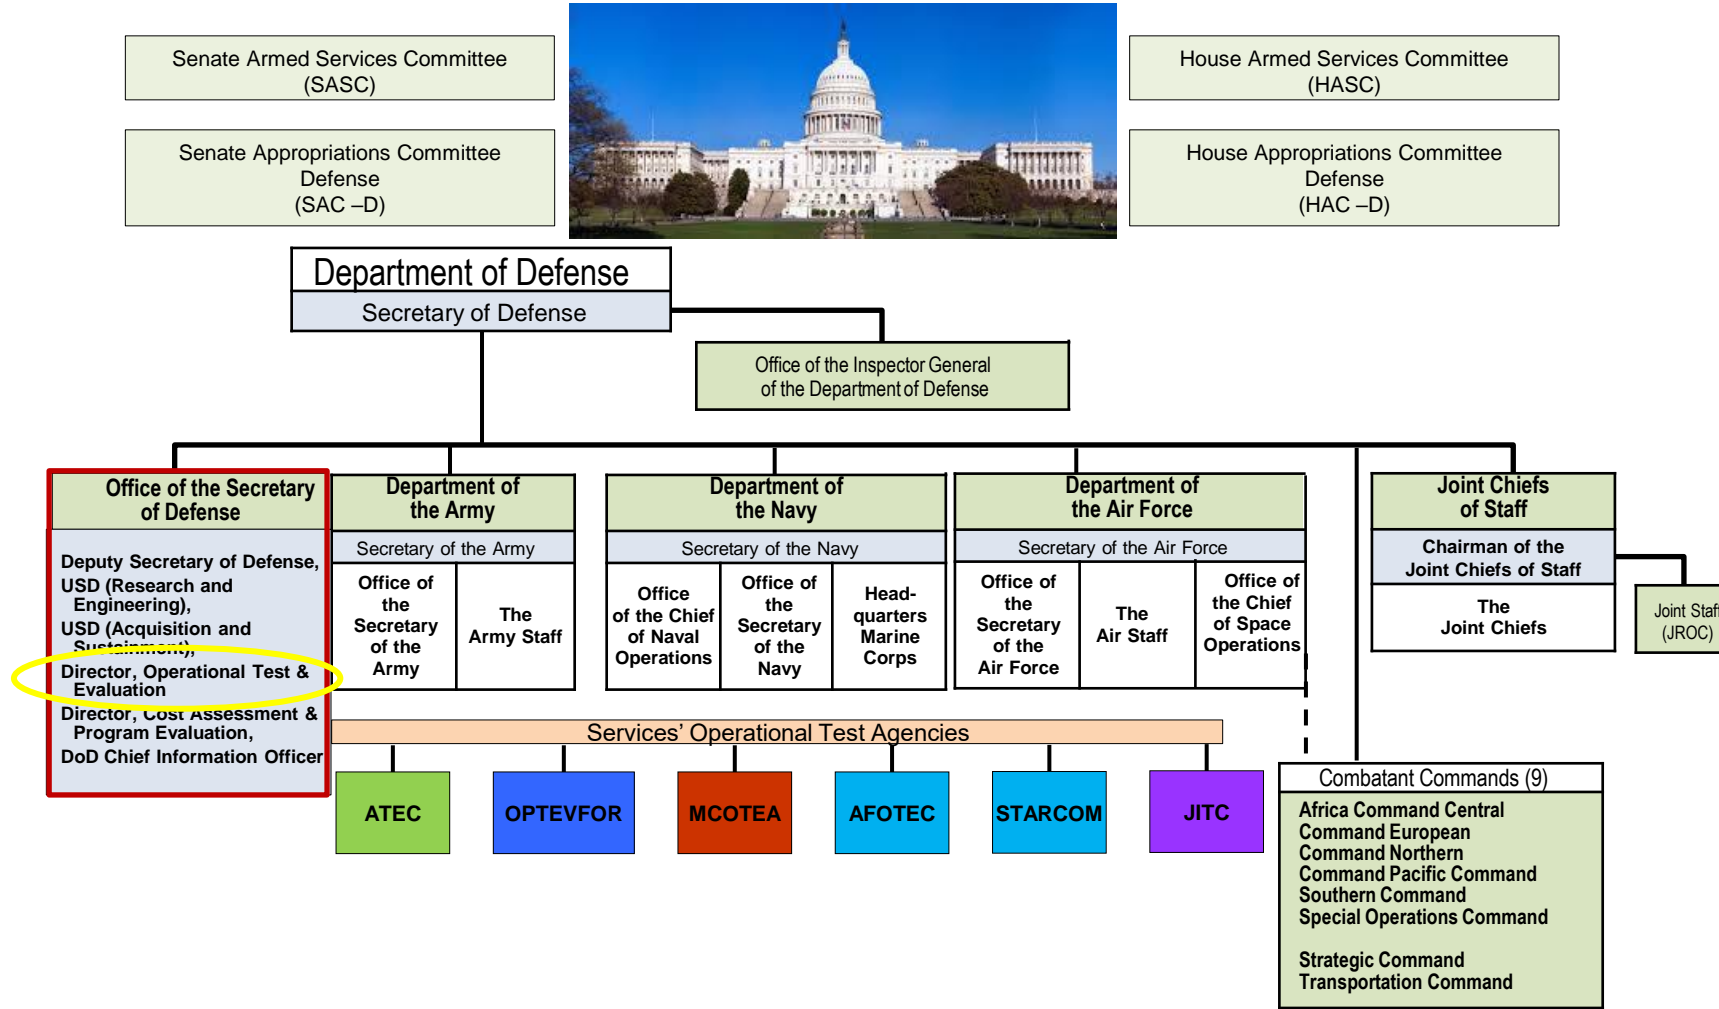 Senate Armed Services Committee
(SASC)
Senate Appropriations Committee
Defense
(SAC –D)
House Armed Services Committee
(HASC)
House Appropriations Committee
Defense
(HAC –D)
Department of Defense
Secretary of Defense
Office of the Inspector General
of the Department of Defense
Office of the Secretary
of Defense
Deputy Secretary of Defense,
USD (Research and
Engineering),
USD (Acquisition and
Sustainment),
Director, Operational Test &
Evaluation
Director, Cost Assessment &
Program Evaluation,
DoD Chief Information Officer
Department of
the Army
Secretary of the Army
Office of
the
Secretary
of the
Army
The
Army Staff
Department of
the Navy
Secretary of the Navy
Office
of the Chief
of Naval
Operations
Office of
the
Secretary
of the
Navy
Head-
quarters
Marine
Corps
Department of
the Air Force
Secretary of the Air Force
Office of
the
Secretary
of the
Air Force
The
Air Staff
Office of
the Chief
of Space
Operations
Joint Chiefs
of Staff
Chairman of the
Joint Chiefs of Staff
The
Joint Chiefs
Joint Staff
(JROC)
Services’ Operational Test Agencies
ATEC
OPTEVFOR
MCOTEA
AFOTEC
STARCOM
JITC
Combatant Commands (9)
Africa Command Central
Command European
Command Northern
Command Pacific Command
Southern Command
Special Operations Command
Strategic Command
Transportation Command